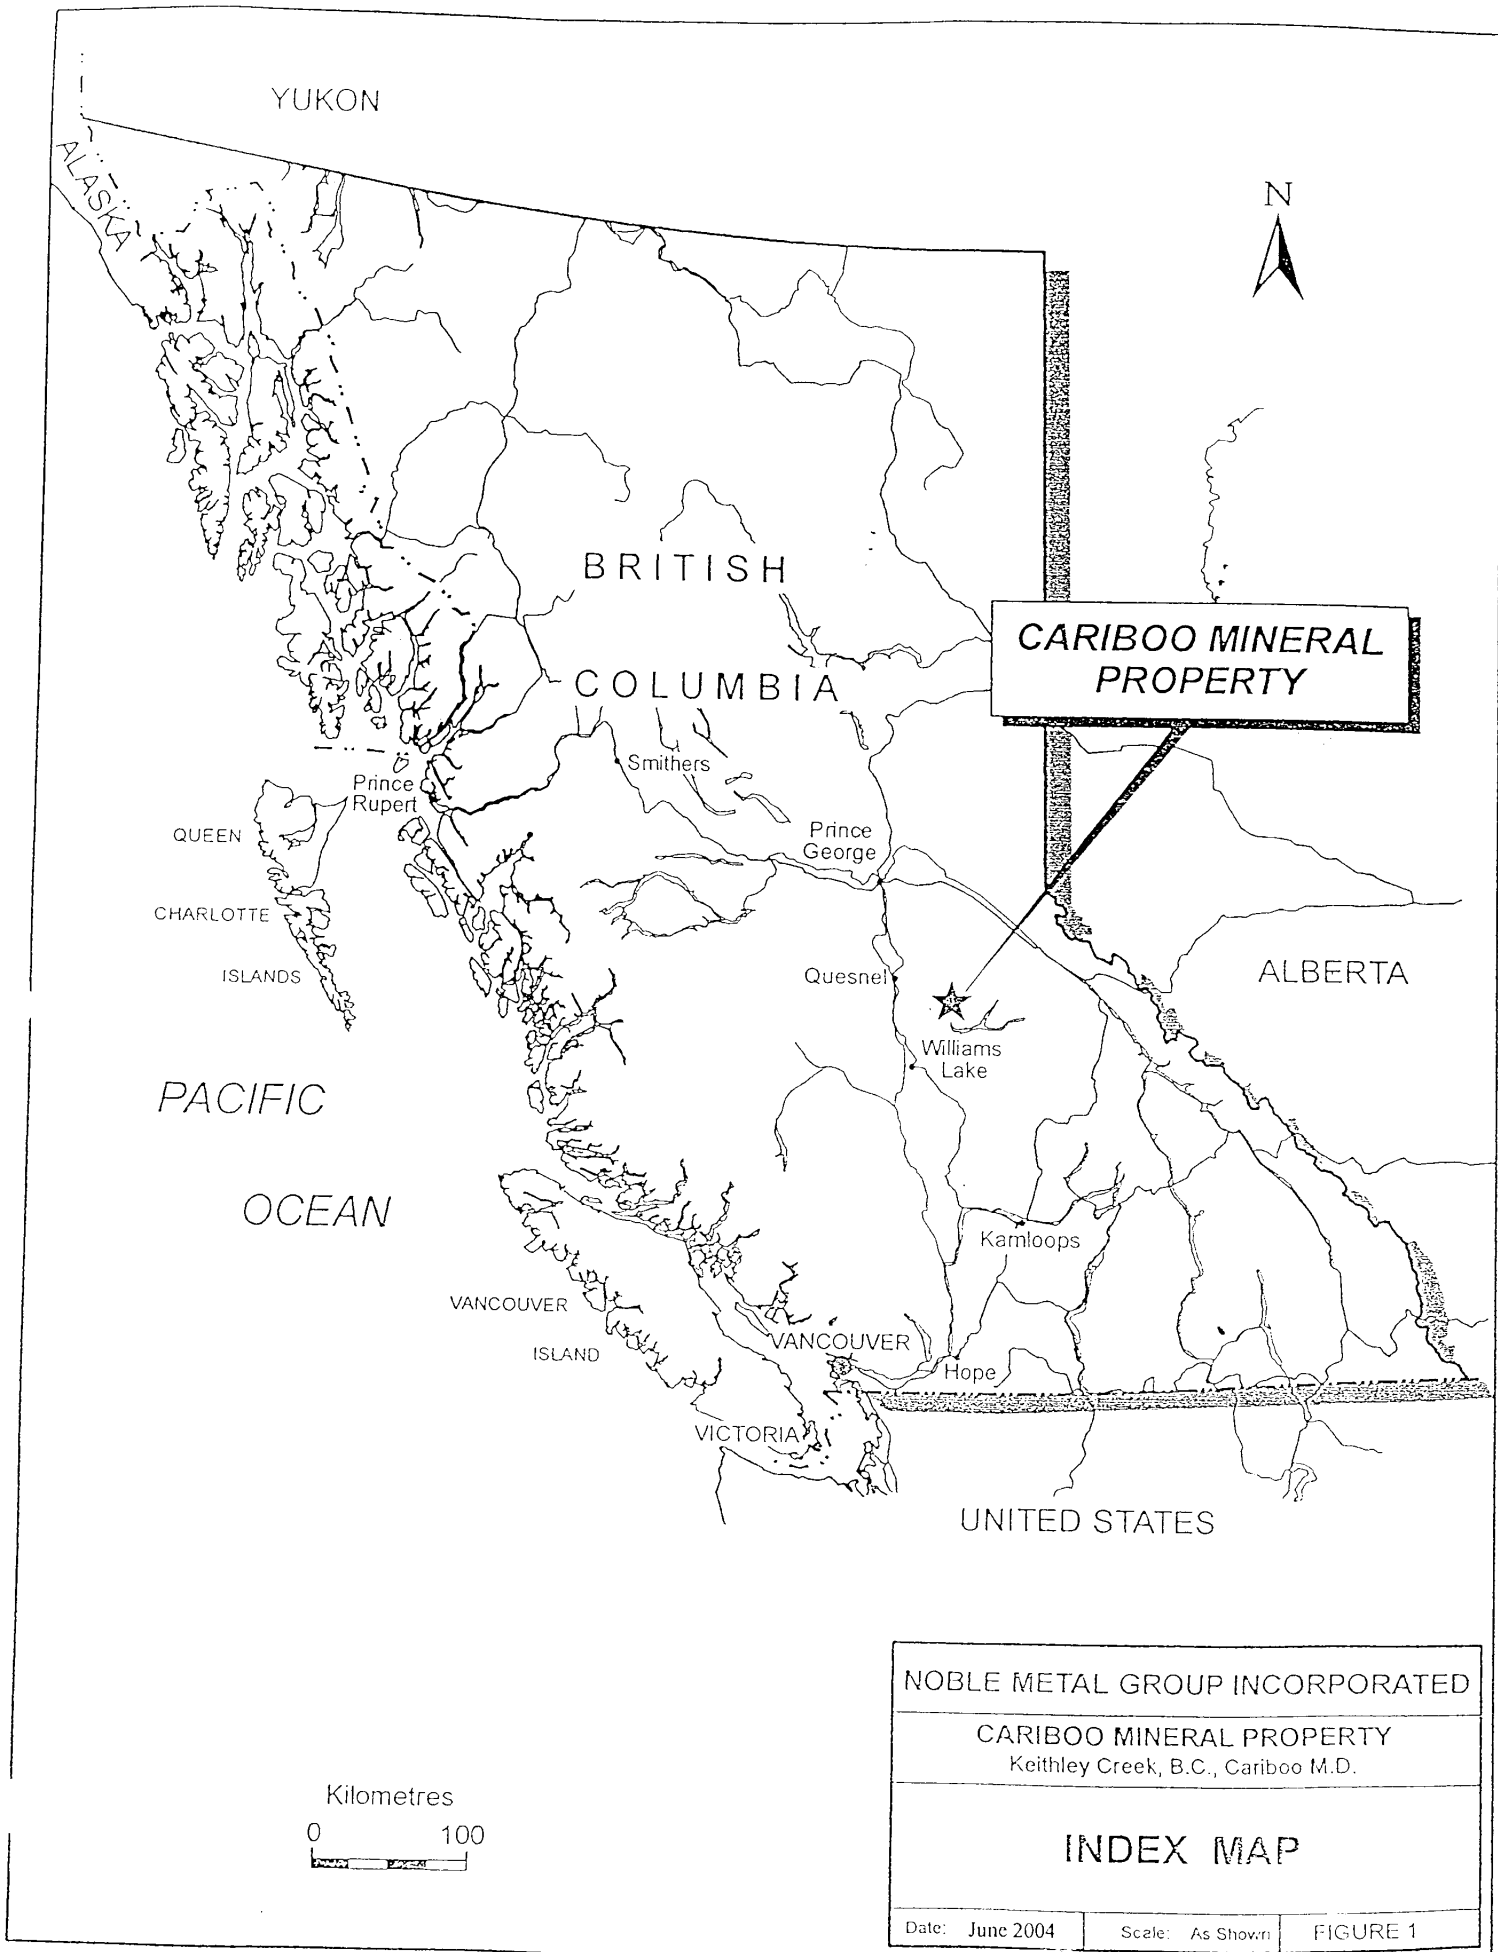 YUKON
ALASKA
N
BRITISH
COLUMBIA
CARIBOO MINERAL
PROPERTY
Smithers
Prince
Rupert
Prince
George
QUEEN
CHARLOTTE
ISLANDS
Quesnel
ALBERTA
Williams
Lake
PACIFIC
OCEAN
Kamloops
VANCOUVER
ISLAND
VANCOUVER
Hope
VICTORIA
UNITED STATES
Kilometres
0 100
NOBLE METAL GROUP INCORPORATED
CARIBOO MINERAL PROPERTY
Keithley Creek, B.C., Cariboo M.D.
INDEX MAP
Date: June 2004 Scale: As Shown FIGURE 1